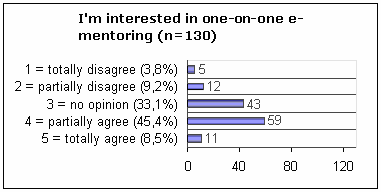 I'm interested in one-on-one e-
mentoring (n=130)
1 = totally disagree (3,8%) 5
2 = partially disagree (9,2%) 12
3 = no opinion (33,1%) 43
4 = partially agree (45,4%) 59
5 = totally agree (8,5%) 11
0 40 80 120